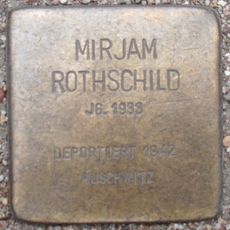 MIRJAM
ROTHSCHILD
JG. 1933
DEPORTIERT 1942
AUSCHWITZ